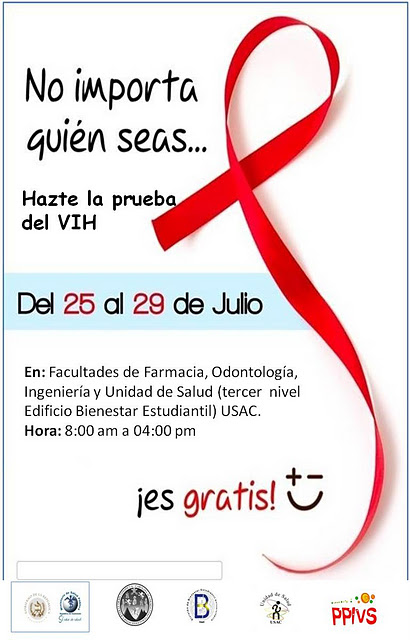 No importa
quién seas...
Hazte la prueba
del VIH
Del 25 al 29 de Julio
En: Facultades de Farmacia, Odontología,
Ingeniería y Unidad de Salud (tercer nivel
Edificio Bienestar Estudiantil) USAC.
Hora: 8:00 am a 04:00 pm
¡es gratis!
Unidad de Salud
USAC
PPIVS